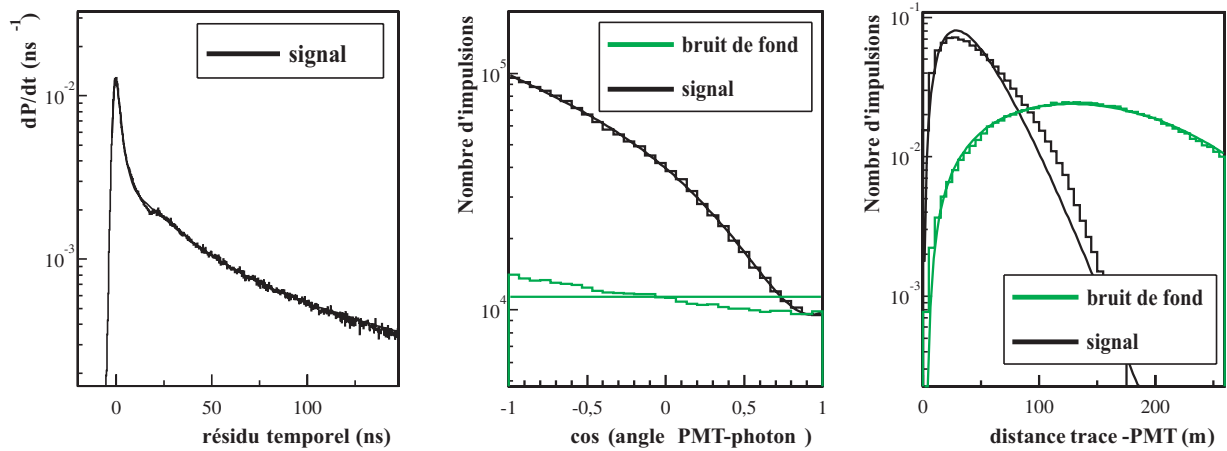 dP/dt (ns -1)
signal
10-2
10-3
0
50
100
résidu temporel (ns)
Nombre d'impulsions
bruit de fond
signal
105
104
-1
-0,5
0
0,5
1
cos (angle PMT-photon )
Nombre d'impulsions
10-1
10-2
10-3
bruit de fond
signal
0
100
200
distance trace -PMT (m)